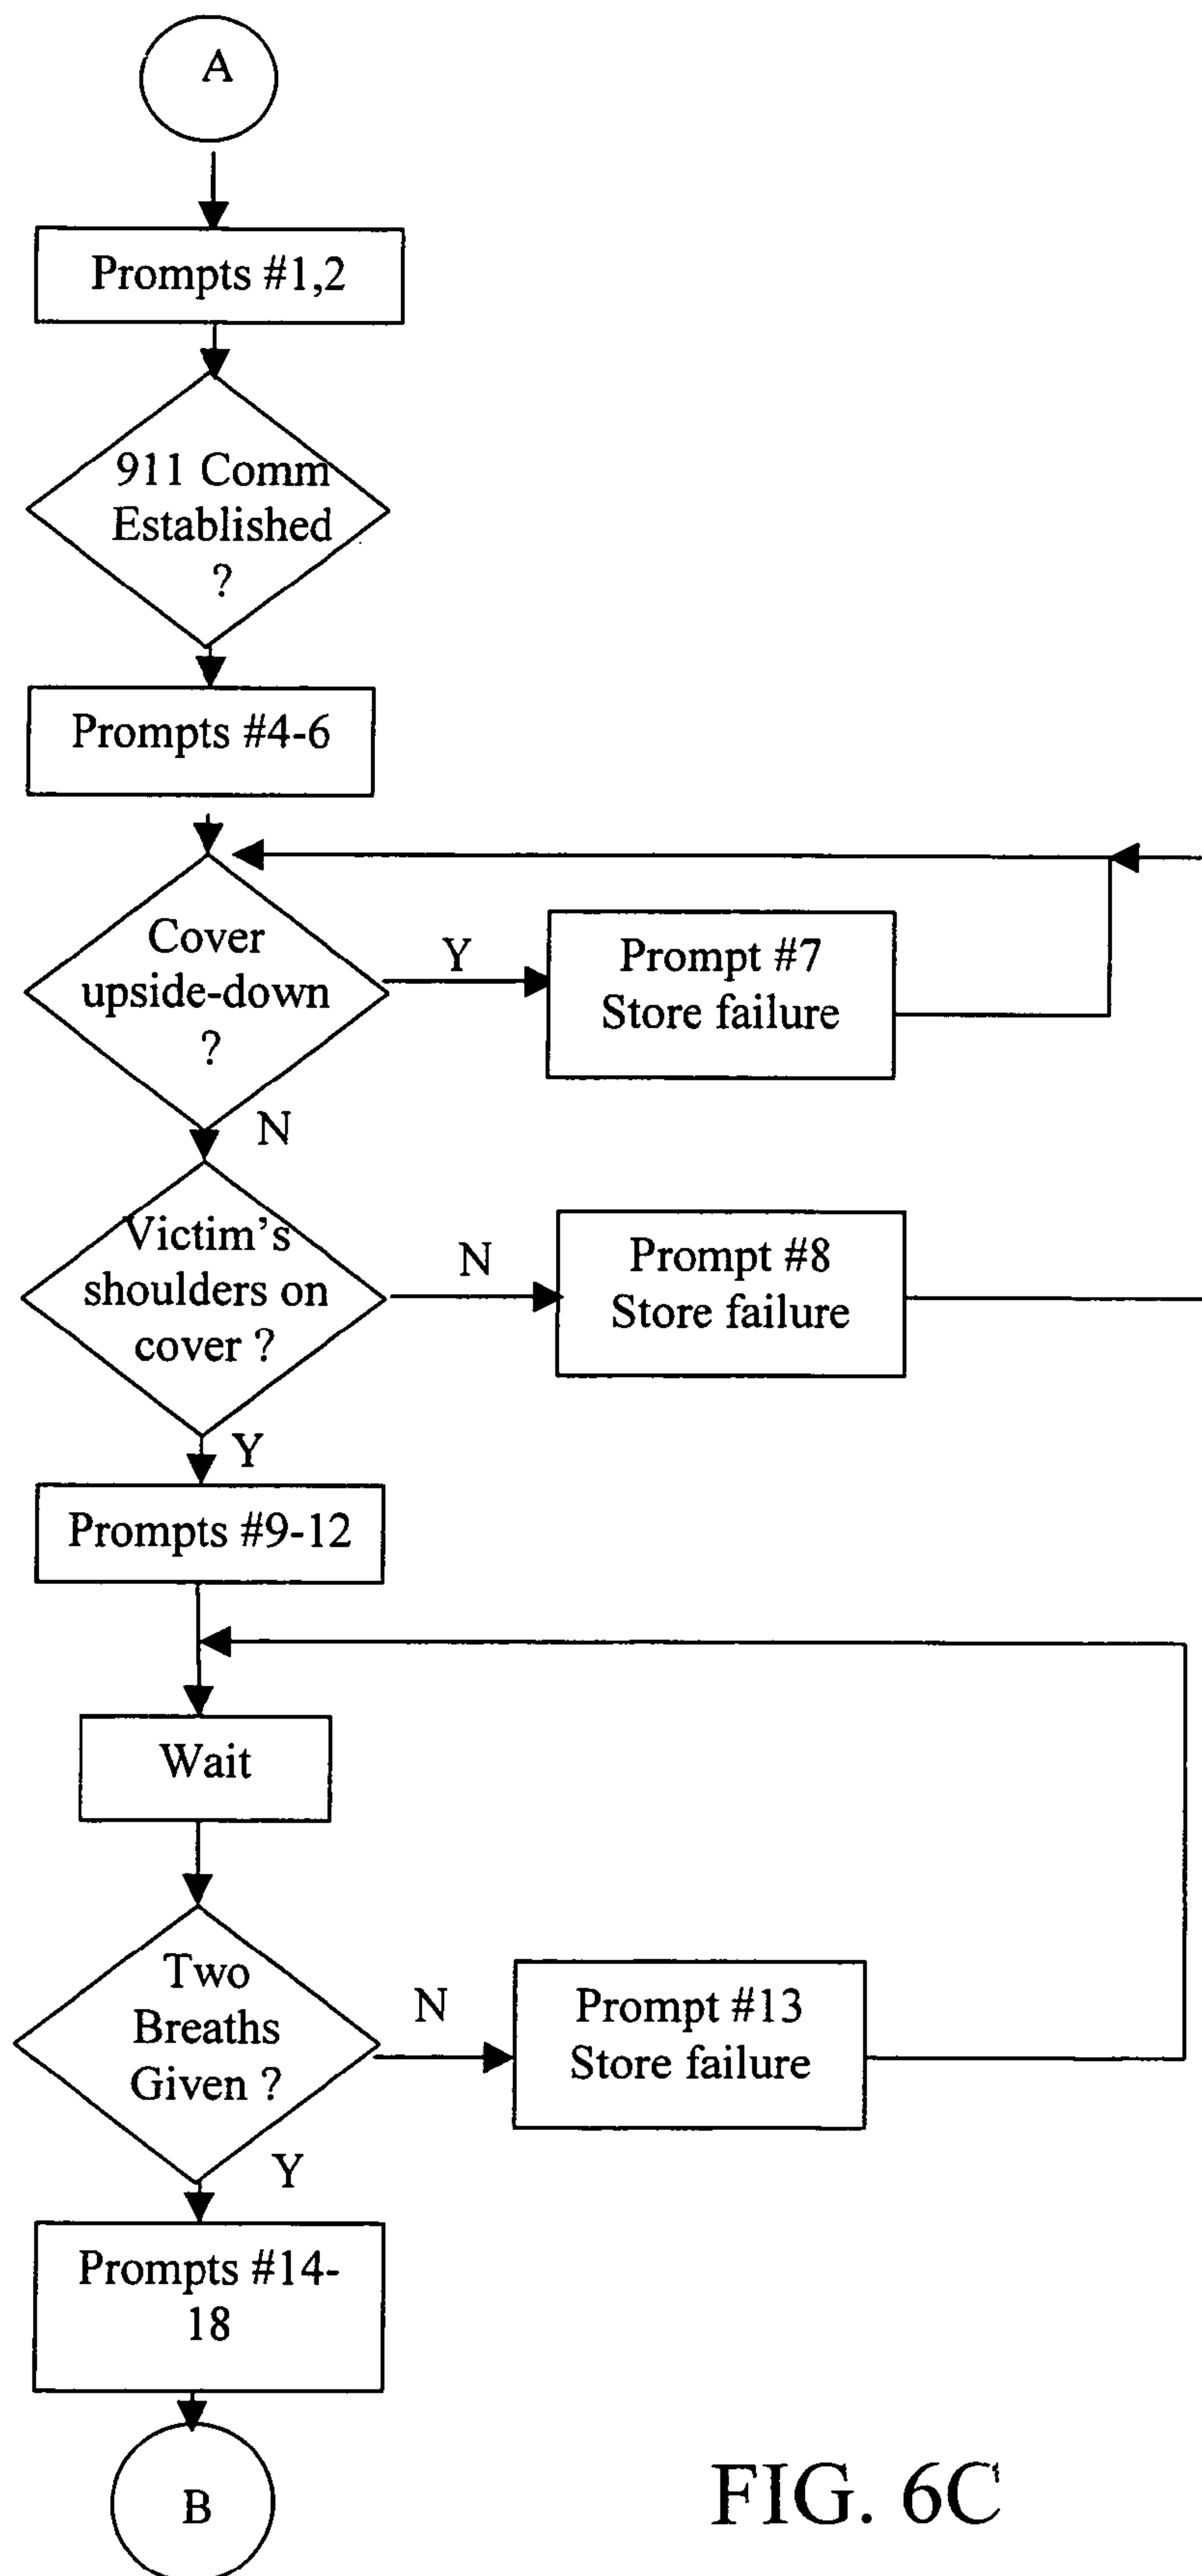 A
Prompts #1,2
911 Comm
Established
?
Prompts #4-6
Cover
upside-down
?
Y
Prompt #7
Store failure
N
Victim's
shoulders on
cover ?
N
Prompt #8
Store failure
Y
Prompts #9-12
Wait
Two
Breaths
Given ?
N
Prompt #13
Store failure
Y
Prompts #14-
18
B
FIG. 6C